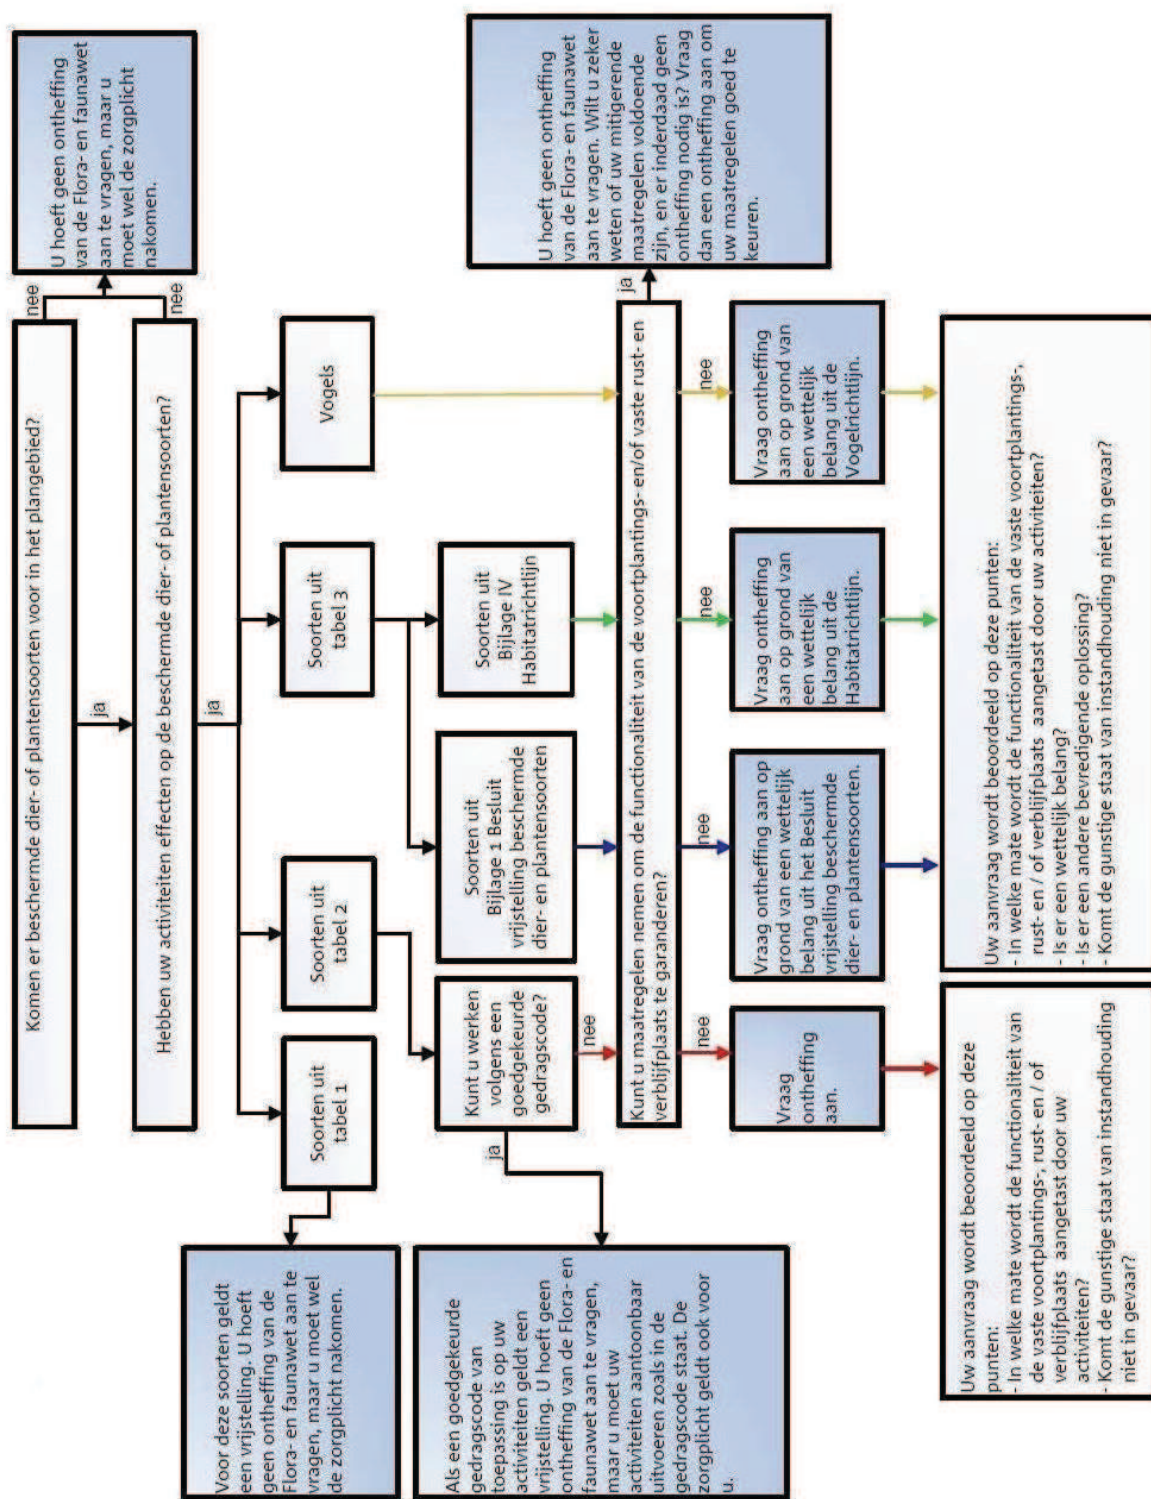 Komen er beschermde dier- of plantensoorten voor in het plangebied?
nee
U hoeft geen ontheffing
van de Flora- en faunawet
aan te vragen, maar u
moet wel de zorgplicht
nakomen.
ja
Hebben uw activiteiten effecten op de beschermde dier- of plantensoorten?
nee
ja
Soorten uit
tabel 1
Soorten uit
tabel 2
Soorten uit
tabel 3
Vogels
Voor deze soorten geldt
een vrijstelling. U hoeft
geen ontheffing van de
Flora- en faunawet aan te
vragen, maar u moet wel
de zorgplicht nakomen.
Kunt u werken
volgens een
goedgekeurde
gedragscode?
Soorten uit
Bijlage 1 Besluit
vrijstelling beschermde
dier- en plantensoorten
Soorten uit
Bijlage IV
Habitatrichtlijn
ja
nee
Als een goedgekeurde
gedragscode van
toepassing is op uw
activiteiten geldt een
vrijstelling. U hoeft geen
ontheffing van de Flora- en
faunawet aan te vragen,
maar u moet uw
activiteiten aantoonbaar
uitvoeren zoals in de
gedragscode staat. De
zorgplicht geldt ook voor
u.
Kunt u maatregelen nemen om de functionaliteit van de voortplantings- en/of vaste rust- en
verblijfplaats te garanderen?
ja
U hoeft geen ontheffing
van de Flora- en faunawet
aan te vragen. Wilt u zeker
weten of uw mitigerende
maatregelen voldoende
zijn, en er inderdaad geen
ontheffing nodig is? Vraag
dan een ontheffing aan om
uw maatregelen goed te
keuren.
nee
nee
nee
nee
Vraag
ontheffing
aan.
Vraag ontheffing aan op
grond van een wettelijk
belang uit het Besluit
vrijstelling beschermde
dier- en plantensoorten.
Vraag ontheffing
aan op grond van
een wettelijk
belang uit de
Habitatrichtlijn.
Vraag ontheffing
aan op grond van
een wettelijk
belang uit de
Vogelrichtlijn.
Uw aanvraag wordt beoordeeld op deze
punten:
- In welke mate wordt de functionaliteit van
de vaste voortplantings-, rust- en / of
verblijfplaats aangetast door uw
activiteiten?
- Komt de gunstige staat van instandhouding
niet in gevaar?
Uw aanvraag wordt beoordeeld op deze punten:
- In welke mate wordt de functionaliteit van de vaste voortplantings-,
rust- en / of verblijfplaats aangetast door uw activiteiten?
- Is er een wettelijk belang?
- Is er een andere bevredigende oplossing?
- Komt de gunstige staat van instandhouding niet in gevaar?